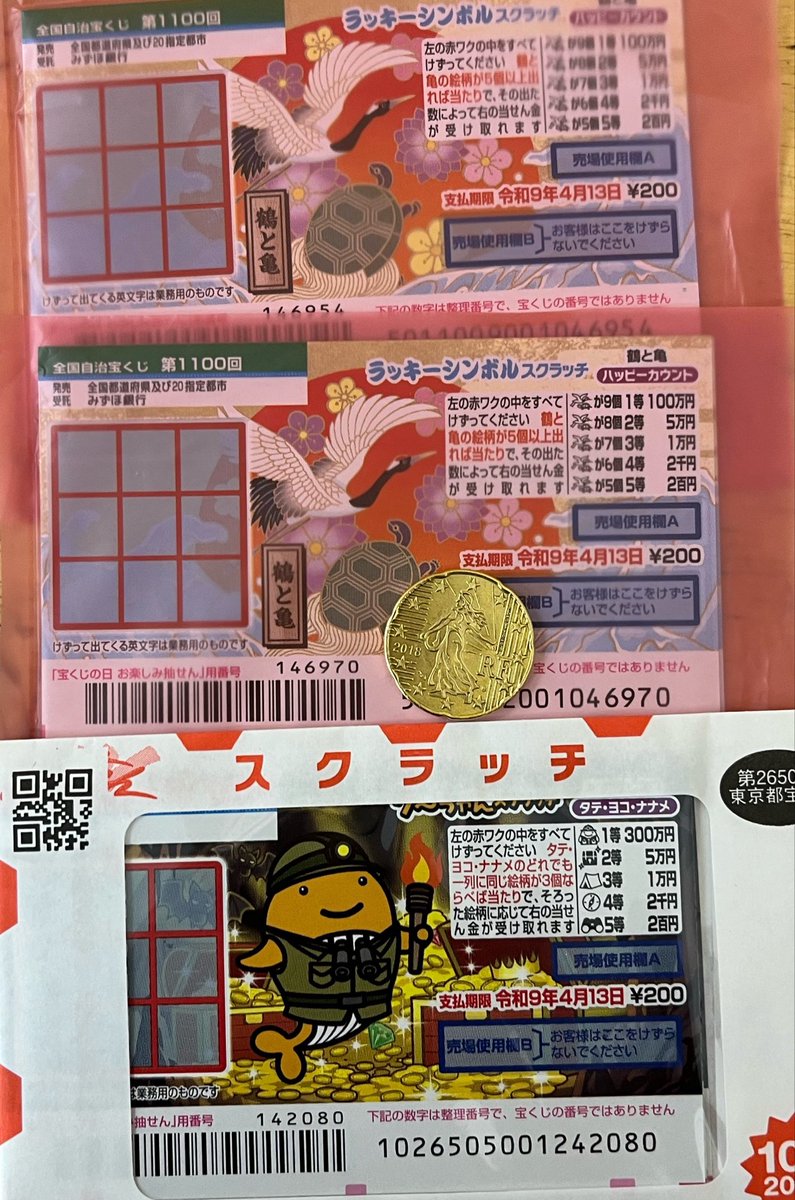 全国自治宝くじ 第1100回
発売 全国都道府県及び20指定都市
受託 みずほ銀行
ラッキーシンボル スクラッチ
ハッピーカウント
左の赤ワクの中をすべて
けずってください 鶴と
亀の絵柄が5個以上出
れば当たりで、その出た
数によって右の当せん金
が受け取れます
が9個 1等 100万円
が8個 2等 5万円
が7個 3等 1万円
が6個 4等 2千円
が5個 5等 2百円
売場使用欄A
支払期限 令和9年4月13日 ¥200
売場使用欄B
お客様はここをけずら
ないでください
鶴と亀
けずって出てくる英文字は業務用のものです
146954
下記の数字は整理番号で、宝くじの番号ではありません
5011009001046954
全国自治宝くじ 第1100回
発売 全国都道府県及び20指定都市
受託 みずほ銀行
ラッキーシンボル スクラッチ
鶴と亀
ハッピーカウント
左の赤ワクの中をすべて
けずってください 鶴と
亀の絵柄が5個以上出
れば当たりで、その出た
数によって右の当せん金
が受け取れます
が9個 1等 100万円
が8個 2等 5万円
が7個 3等 1万円
が6個 4等 2千円
が5個 5等 2百円
売場使用欄A
支払期限 令和9年4月13日 ¥200
欄B
お客様はここをけずら
ないでください
鶴と亀
けずって出てくる英文字は業務用のものです
「宝くじの日 お楽しみ抽せん」用番号
146970
の番号ではありません
2001046970
2018
RF
スクラッチ
第2650
東京都宝
タテ・ヨコ・ナナメ
左の赤ワクの中をすべて
けずってください タテ・
ヨコ・ナナメのどれでも
一列に同じ絵柄が3個な
らべば当たりで、そろっ
た絵柄に応じて右の当せ
ん金が受け取れます
1等 300万円
2等 5万円
3等 1万円
4等 2千円
5等 2百円
売場使用欄A
支払期限 令和9年4月13日 ¥200
売場使用欄B
お客様はここをけずら
ないでください
業務用のものです
抽せん」用番号
142080
下記の数字は整理番号で、宝くじの番号ではありません
1026505001242080
10
20